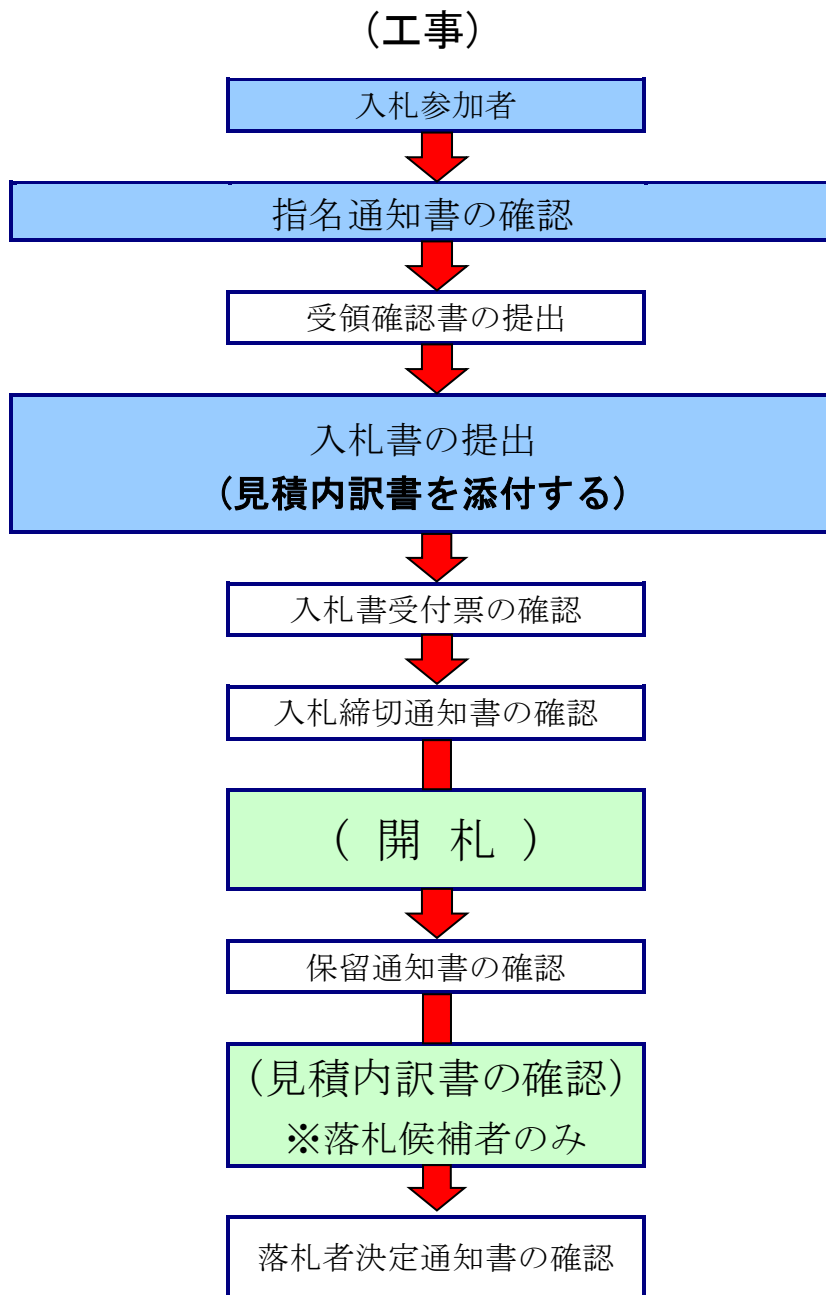 (工事)
入札参加者
指名通知書の確認
受領確認書の提出
入札書の提出
(見積内訳書を添付する)
入札書受付票の確認
入札締切通知書の確認
( 開 札 )
保留通知書の確認
(見積内訳書の確認)
※落札候補者のみ
落札者決定通知書の確認